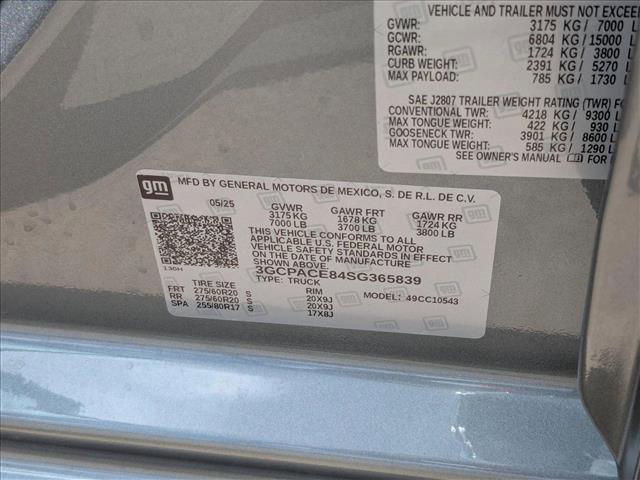 VEHICLE AND TRAILER MUST NOT EXCEE
GVWR: 3175 KG / 7000 L
GCWR: 6804 KG / 15000 L
RGAWR: 1724 KG / 3800 L
CURB WEIGHT: 2391 KG / 5270 L
MAX PAYLOAD: 785 KG / 1730 L
SAE J2807 TRAILER WEIGHT RATING (TWR) FO
CONVENTIONAL TWR: 4218 KG / 9300 L
MAX TONGUE WEIGHT: 422 KG / 930 L
GOOSENECK TWR: 3901 KG / 8600 L
MAX TONGUE WEIGHT: 585 KG / 1290 L
SEE OWNER'S MANUAL FOR
gm MFD BY GENERAL MOTORS DE MEXICO, S. DE R.L. DE C.V.
05/25 GVWR GAWR FRT GAWR RR
3175 KG 1678 KG 1724 KG
7000 LB 3700 LB 3800 LB
THIS VEHICLE CONFORMS TO ALL
APPLICABLE U.S. FEDERAL MOTOR
VEHICLE SAFETY STANDARDS IN EFFECT
ON THE DATE OF MANUFACTURE
SHOWN ABOVE.
3GCPACE84SG365839
130H TYPE: TRUCK
TIRE SIZE RIM MODEL: 49CC10543
FRT 275/60R20 S 20X9J
RR 275/60R20 S 20X9J
SPA 255/80R17 S 17X8J